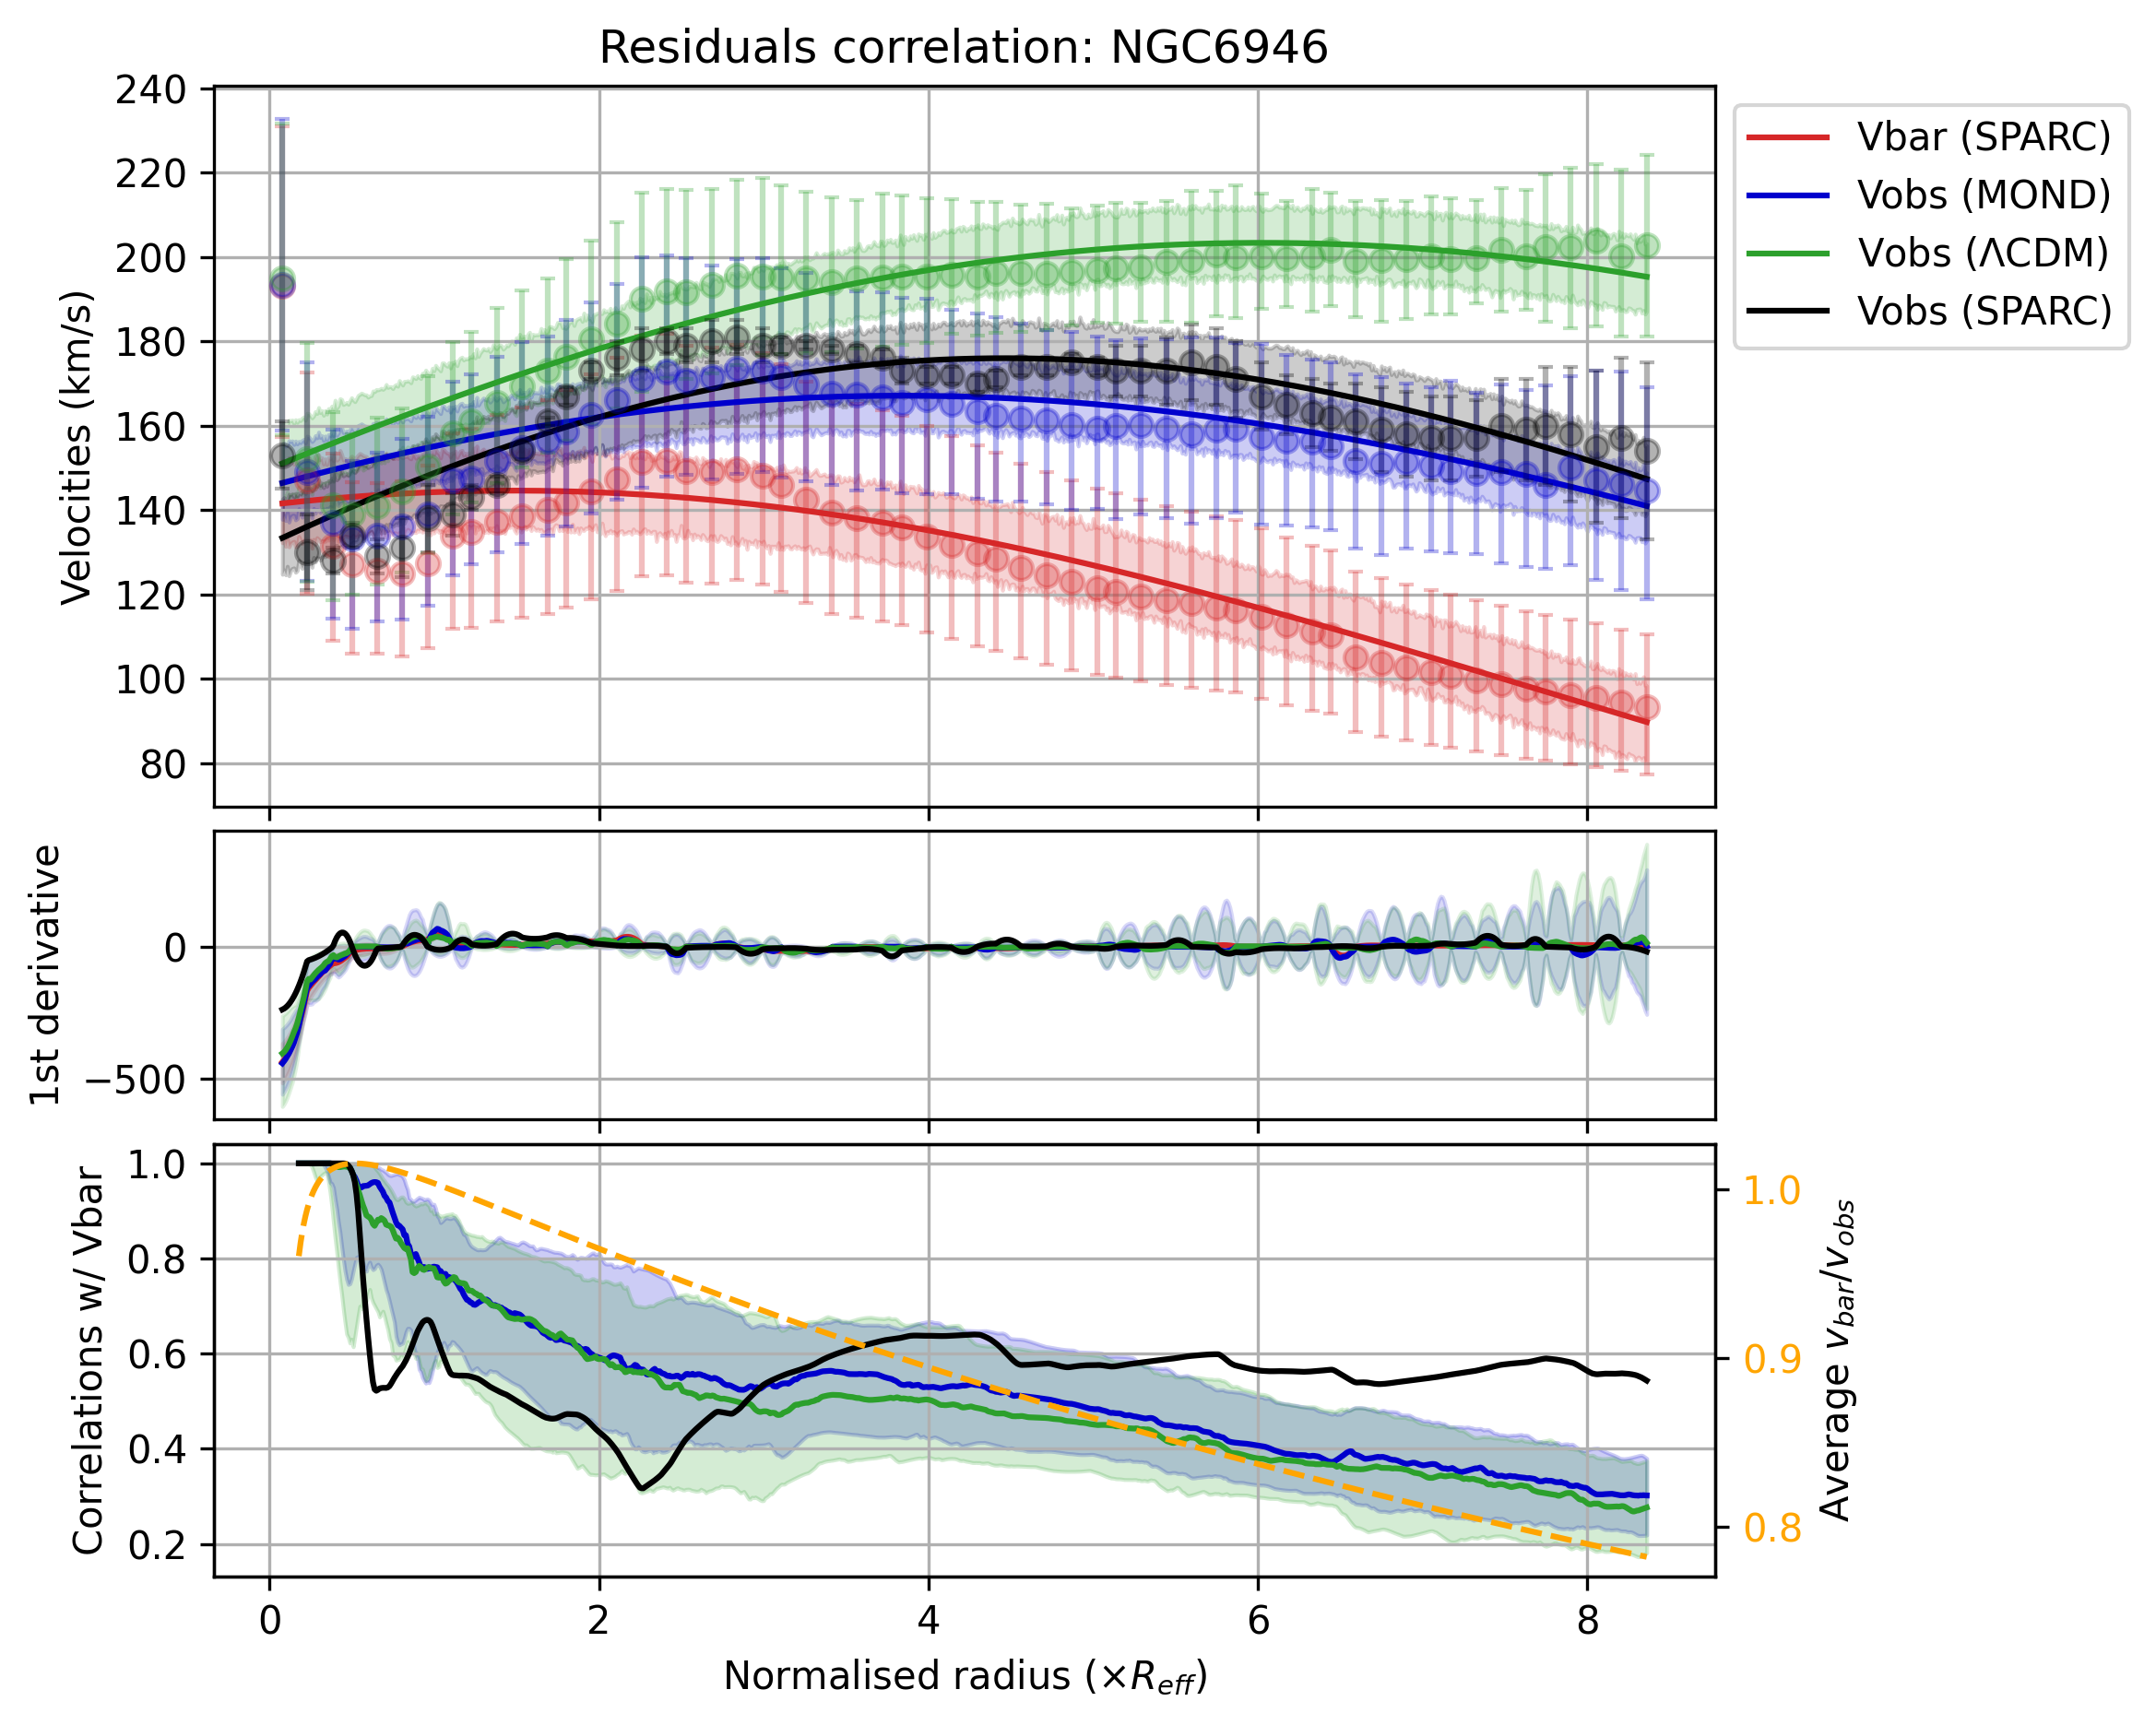 Residuals correlation: NGC6946
240
220
200
180
160
140
120
100
80
Velocities (km/s)
Vbar (SPARC)
Vobs (MOND)
Vobs (ΛCDM)
Vobs (SPARC)
0
−500
1st derivative
1.0
0.8
0.6
0.4
0.2
Correlations w/ Vbar
1.0
0.9
0.8
Average v_bar/v_obs
0 2 4 6 8
Normalised radius (×R_eff)